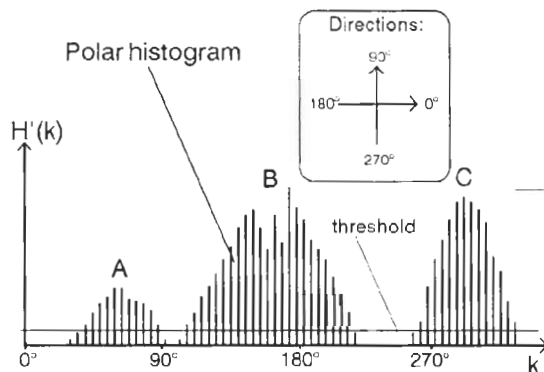 Directions:
90°
180° 0°
270°
Polar histogram
H'(k)
A
B
C
threshold
0° 90° 180° 270° k